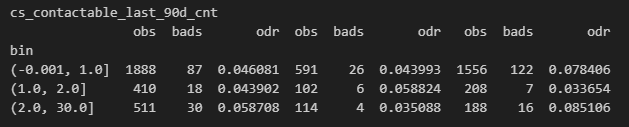 cs_contactable_last_90d_cnt
obs bads odr obs bads odr obs bads odr
bin
(-0.001, 1.0] 1888 87 0.046081 591 26 0.043993 1556 122 0.078406
(1.0, 2.0] 410 18 0.043902 102 6 0.058824 208 7 0.033654
(2.0, 30.0] 511 30 0.058708 114 4 0.035088 188 16 0.085106